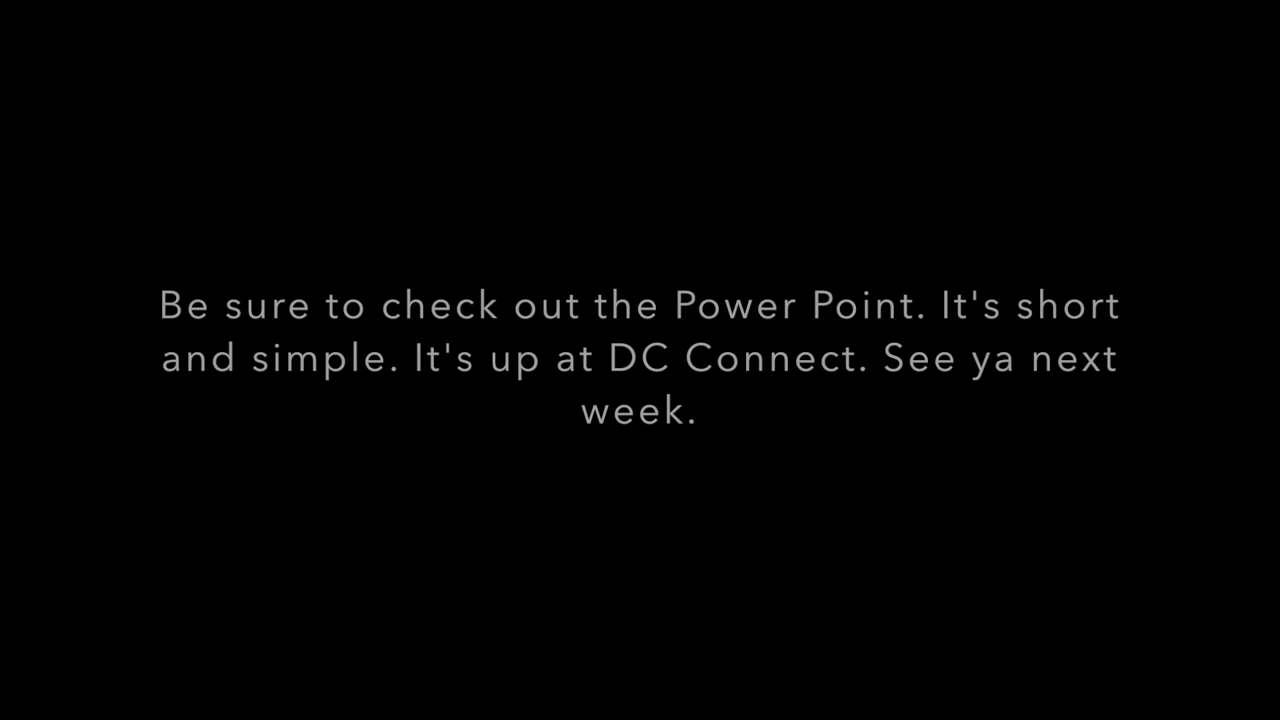 Be sure to check out the Power Point. It's short
and simple. It's up at DC Connect. See ya next
week.